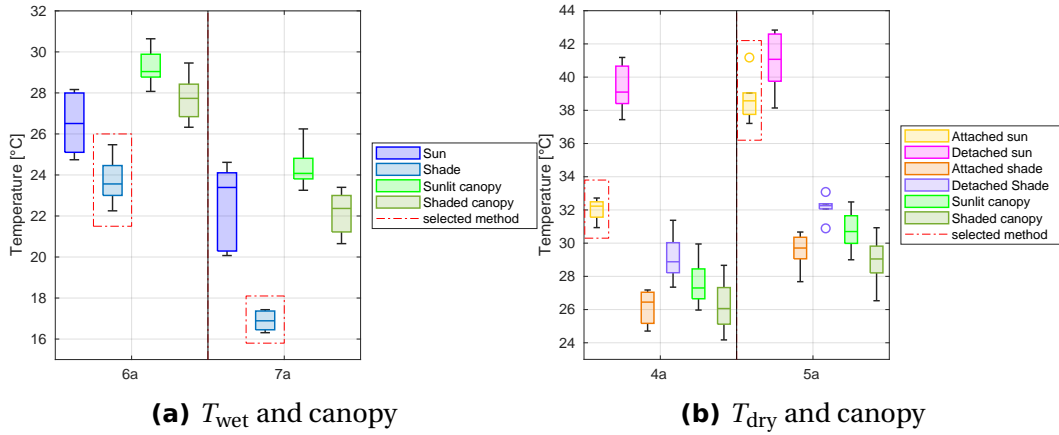 32
30
28
26
24
22
20
18
16
Temperature [°C]
6a
7a
Sun
Shade
Sunlit canopy
Shaded canopy
selected method
(a) T_wet and canopy
44
42
40
38
36
34
32
30
28
26
24
Temperature [°C]
4a
5a
Attached sun
Detached sun
Attached shade
Detached Shade
Sunlit canopy
Shaded canopy
selected method
(b) T_dry and canopy